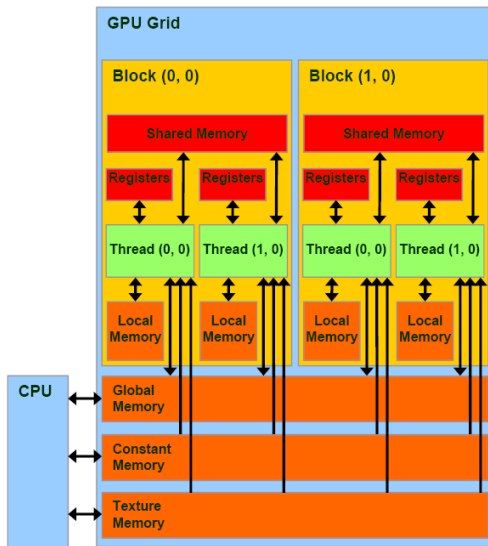 GPU Grid
Block (0, 0)
Block (1, 0)
Shared Memory
Shared Memory
Registers
Registers
Registers
Registers
Thread (0, 0)
Thread (1, 0)
Thread (0, 0)
Thread (1, 0)
Local
Memory
Local
Memory
Local
Memory
Local
Memory
CPU
Global
Memory
Constant
Memory
Texture
Memory